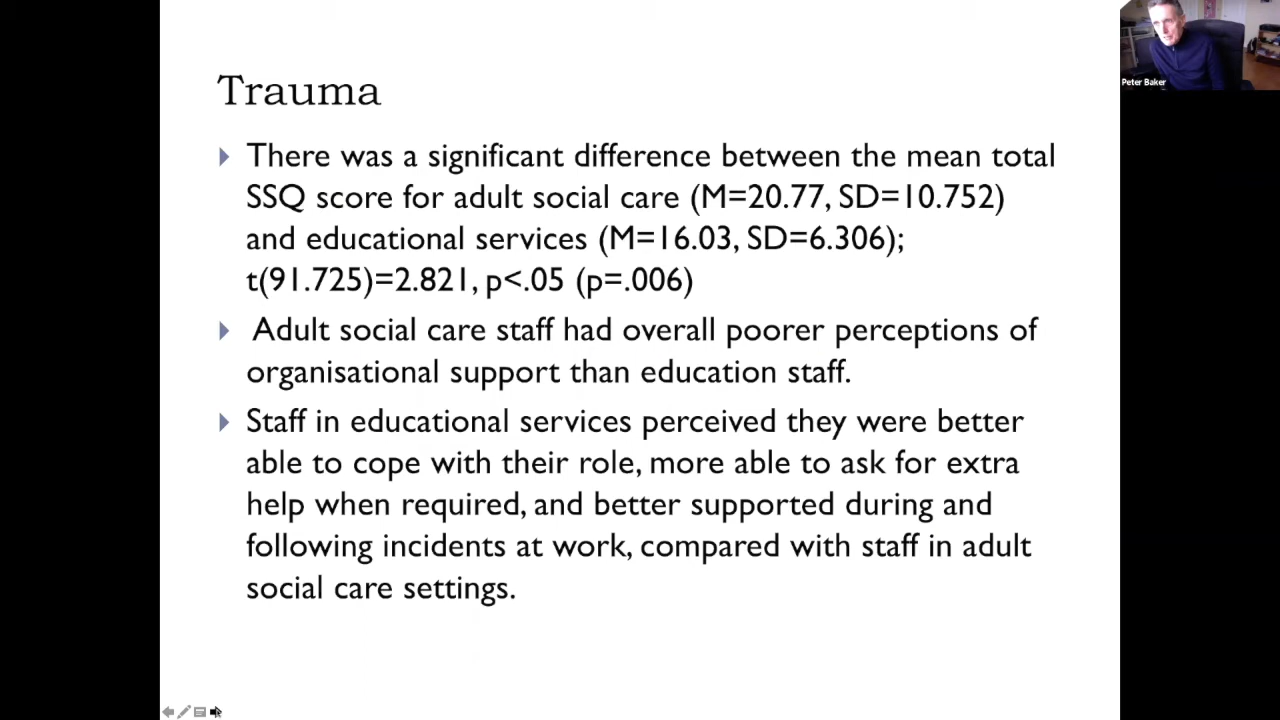 Trauma
There was a significant difference between the mean total
SSQ score for adult social care (M=20.77, SD=10.752)
and educational services (M=16.03, SD=6.306);
t(91.725)=2.821, p<.05 (p=.006)
Adult social care staff had overall poorer perceptions of
organisational support than education staff.
Staff in educational services perceived they were better
able to cope with their role, more able to ask for extra
help when required, and better supported during and
following incidents at work, compared with staff in adult
social care settings.
Peter Baker